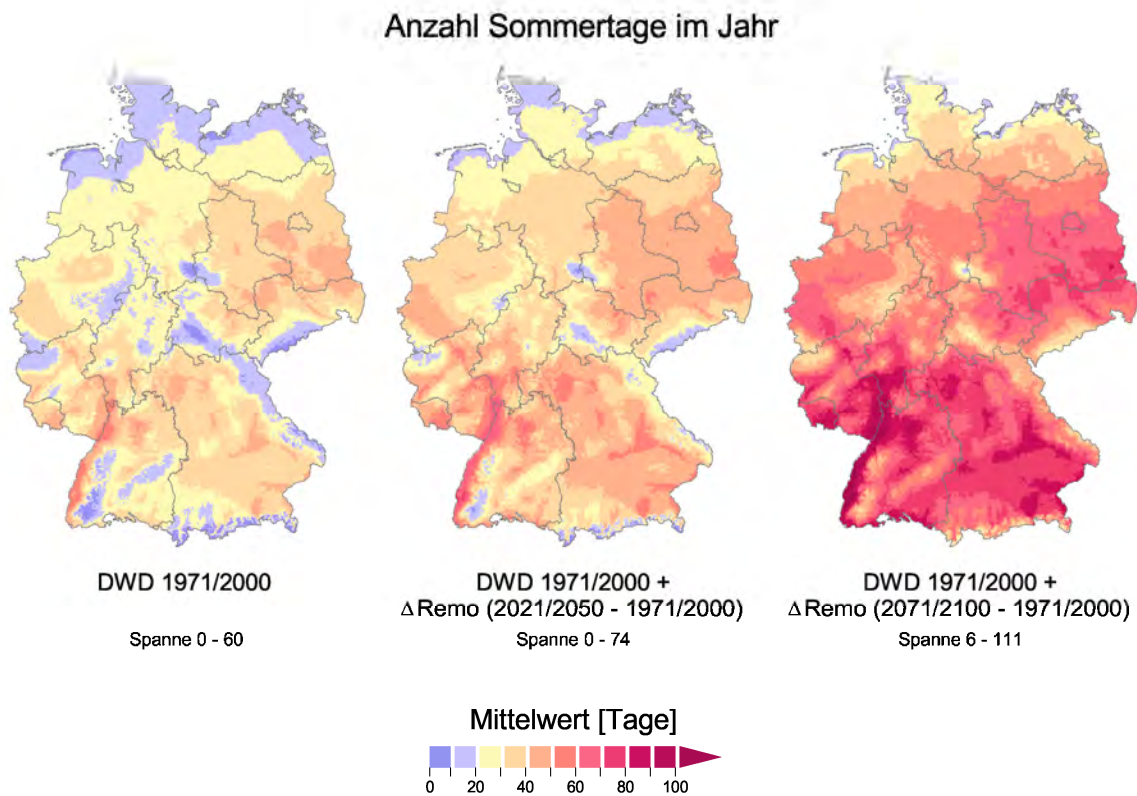 Anzahl Sommertage im Jahr
DWD 1971/2000
Spanne 0 - 60
DWD 1971/2000 +
Δ Remo (2021/2050 - 1971/2000)
Spanne 0 - 74
DWD 1971/2000 +
Δ Remo (2071/2100 - 1971/2000)
Spanne 6 - 111
Mittelwert [Tage]
0 20 40 60 80 100